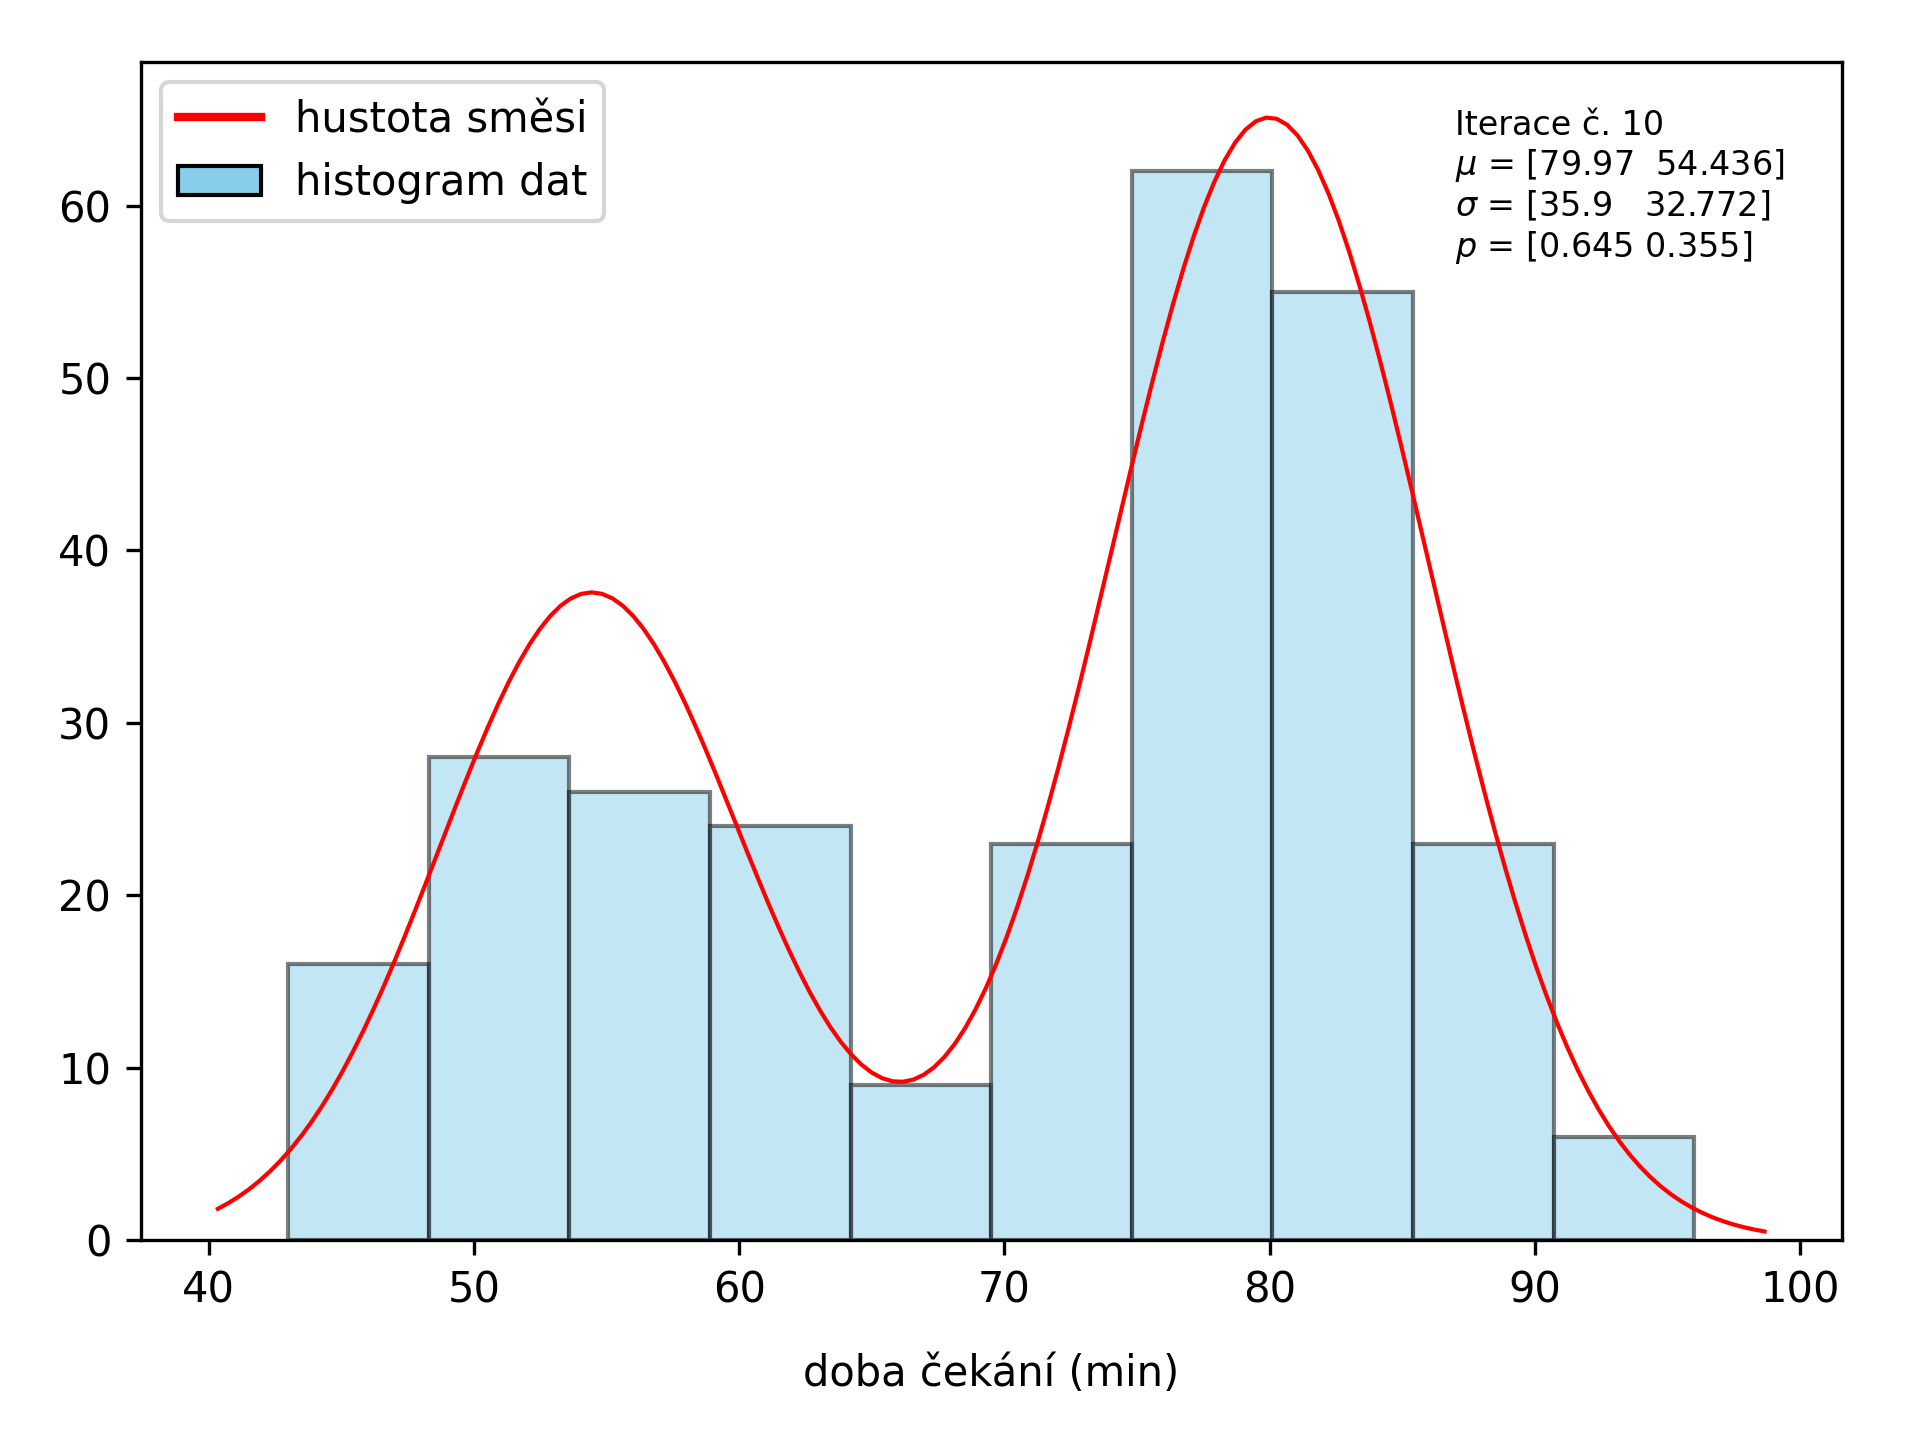 hustota směsi
histogram dat
Iterace č. 10
μ = [79.97  54.436]
σ = [35.9   32.772]
p = [0.645 0.355]
60
50
40
30
20
10
0
40 50 60 70 80 90 100
doba čekání (min)